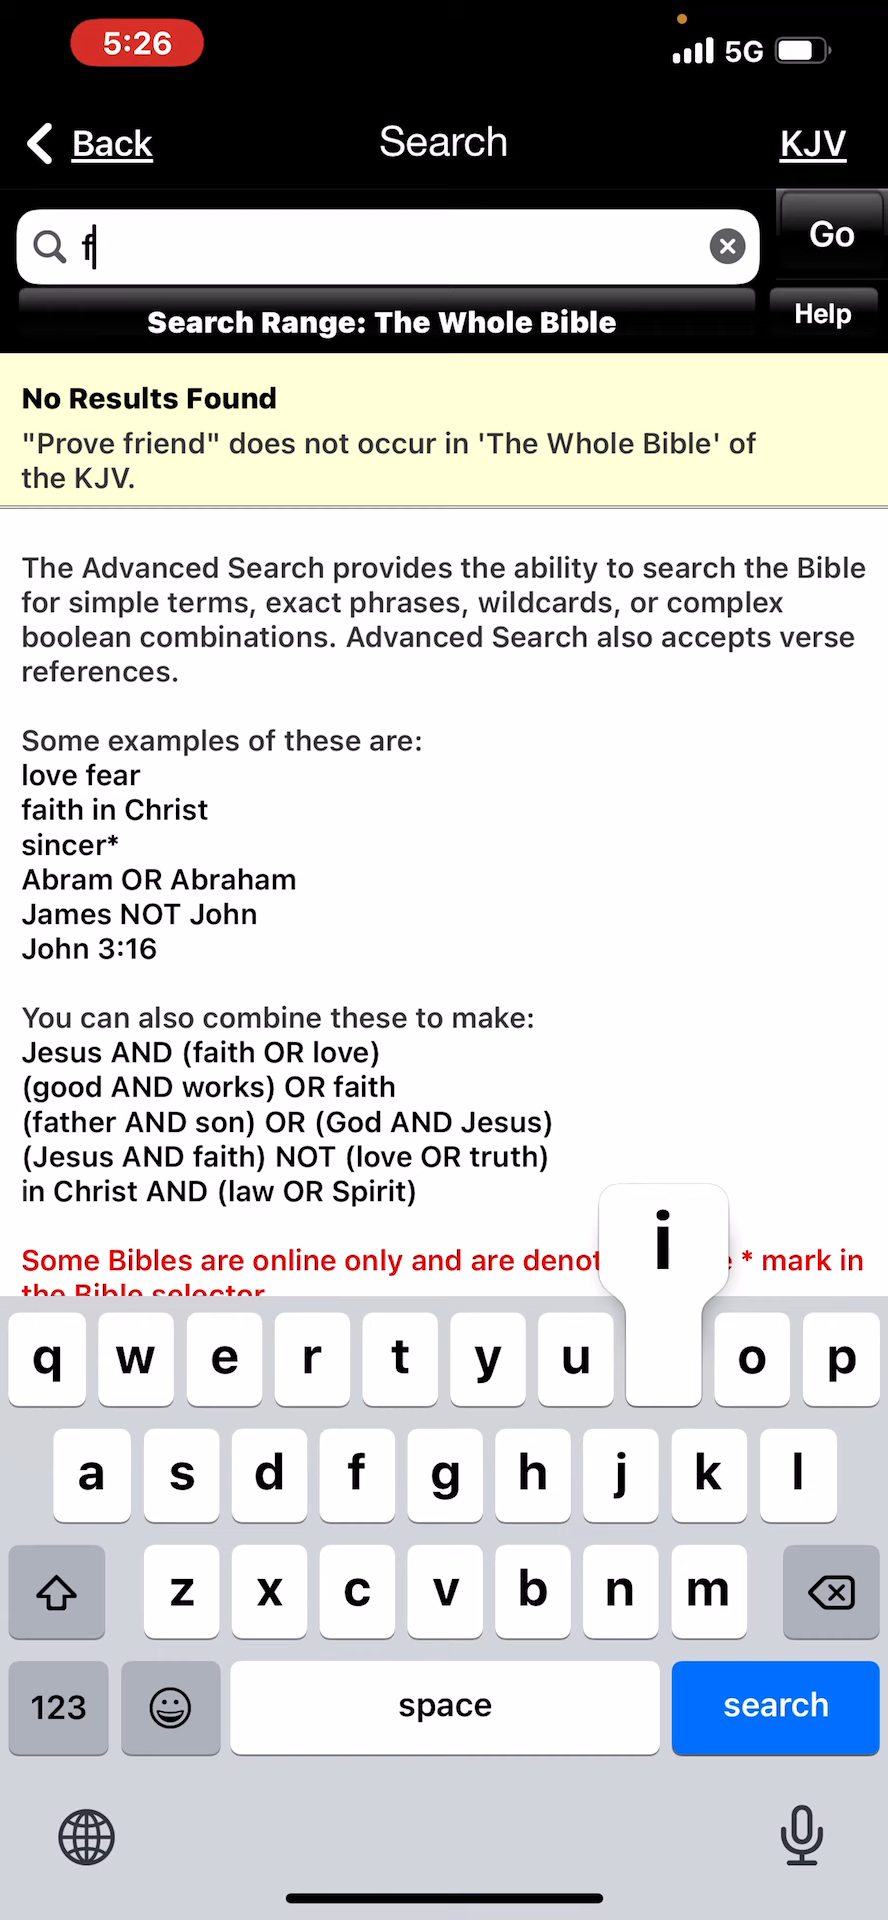 5:26
5G
Back
Search
KJV
f
Go
Search Range: The Whole Bible
Help
No Results Found
"Prove friend" does not occur in 'The Whole Bible' of
the KJV.
The Advanced Search provides the ability to search the Bible
for simple terms, exact phrases, wildcards, or complex
boolean combinations. Advanced Search also accepts verse
references.
Some examples of these are:
love fear
faith in Christ
sincer*
Abram OR Abraham
James NOT John
John 3:16
You can also combine these to make:
Jesus AND (faith OR love)
(good AND works) OR faith
(father AND son) OR (God AND Jesus)
(Jesus AND faith) NOT (love OR truth)
in Christ AND (law OR Spirit)
Some Bibles are online only and are * mark in
the Bible selector
i
q w e r t y u o p
a s d f g h j k l
z x c v b n m
123
space
search